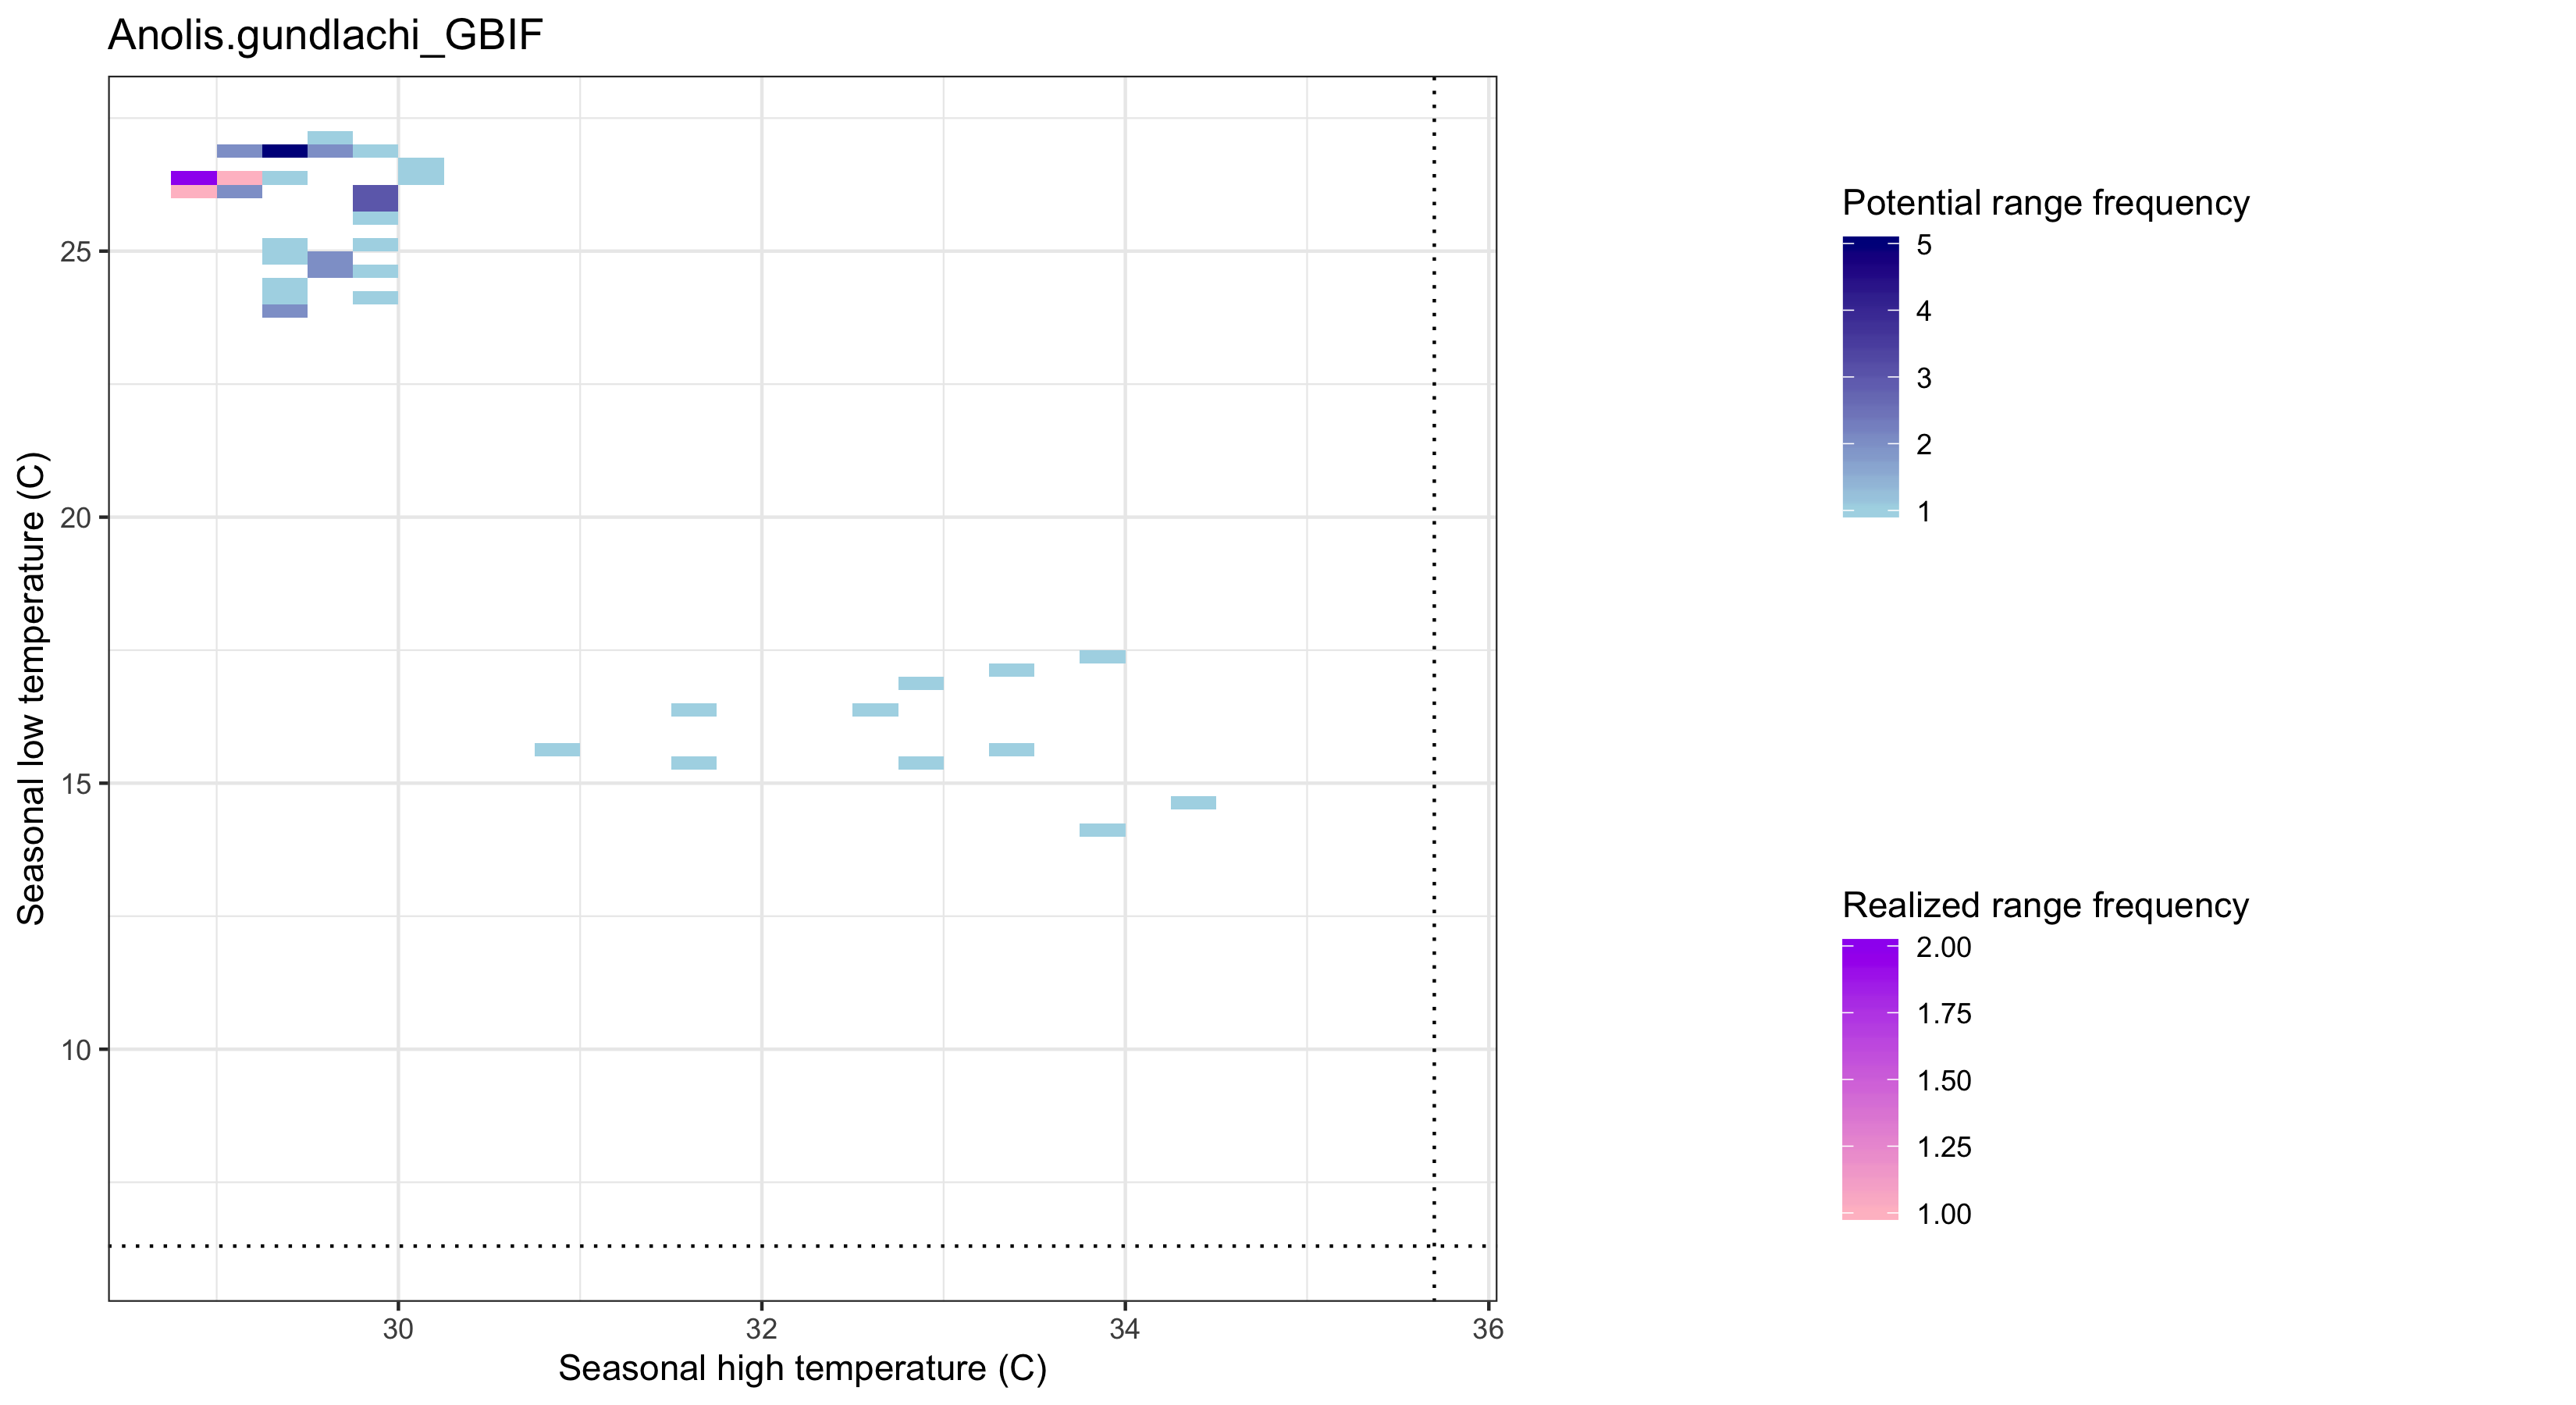 Anolis.gundlachi_GBIF
Seasonal low temperature (C)
25
20
15
10
30 32 34 36
Seasonal high temperature (C)
Potential range frequency
5
4
3
2
1
Realized range frequency
2.00
1.75
1.50
1.25
1.00